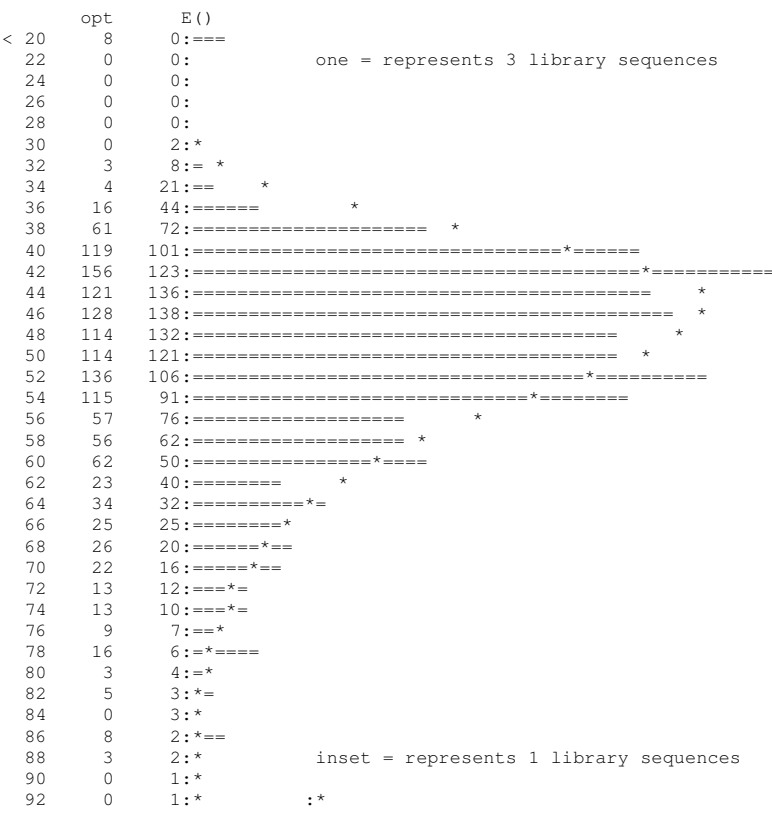 opt      E()
< 20     8     0:===
  22     0     0:           one = represents 3 library sequences
  24     0     0:
  26     0     0:
  28     0     0:
  30     0     2:*
  32     3     8:= *
  34     4    21:==    *
  36    16    44:======        *
  38    61    72:=====================  *
  40   119   101:=================================*======
  42   156   123:========================================*===========
  44   121   136:=========================================    *
  46   128   138:===========================================  *
  48   114   132:======================================     *
  50   114   121:======================================  *
  52   136   106:===================================*==========
  54   115    91:==============================*========
  56    57    76:===================      *
  58    56    62:=================== *
  60    62    50:================*====
  62    23    40:========     *
  64    34    32:==========*=
  66    25    25:========*
  68    26    20:======*==
  70    22    16:=====*==
  72    13    12:===*=
  74    13    10:===*=
  76     9     7:==*
  78    16     6:=*====
  80     3     4:=*
  82     5     3:*=
  84     0     3:*
  86     8     2:*==
  88     3     2:*          inset = represents 1 library sequences
  90     0     1:*
  92     0     1:*         :*